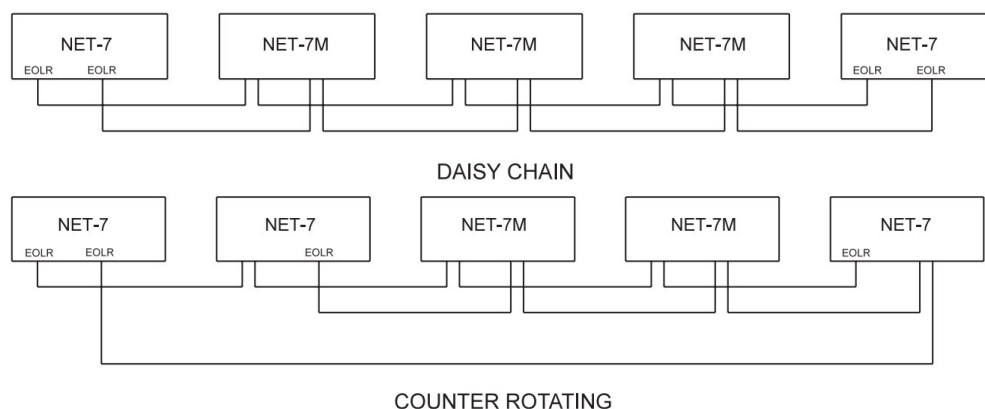 NET-7 NET-7M NET-7M NET-7M NET-7
EOLR EOLR EOLR EOLR
DAISY CHAIN
NET-7 NET-7 NET-7M NET-7M NET-7
EOLR EOLR EOLR EOLR
COUNTER ROTATING